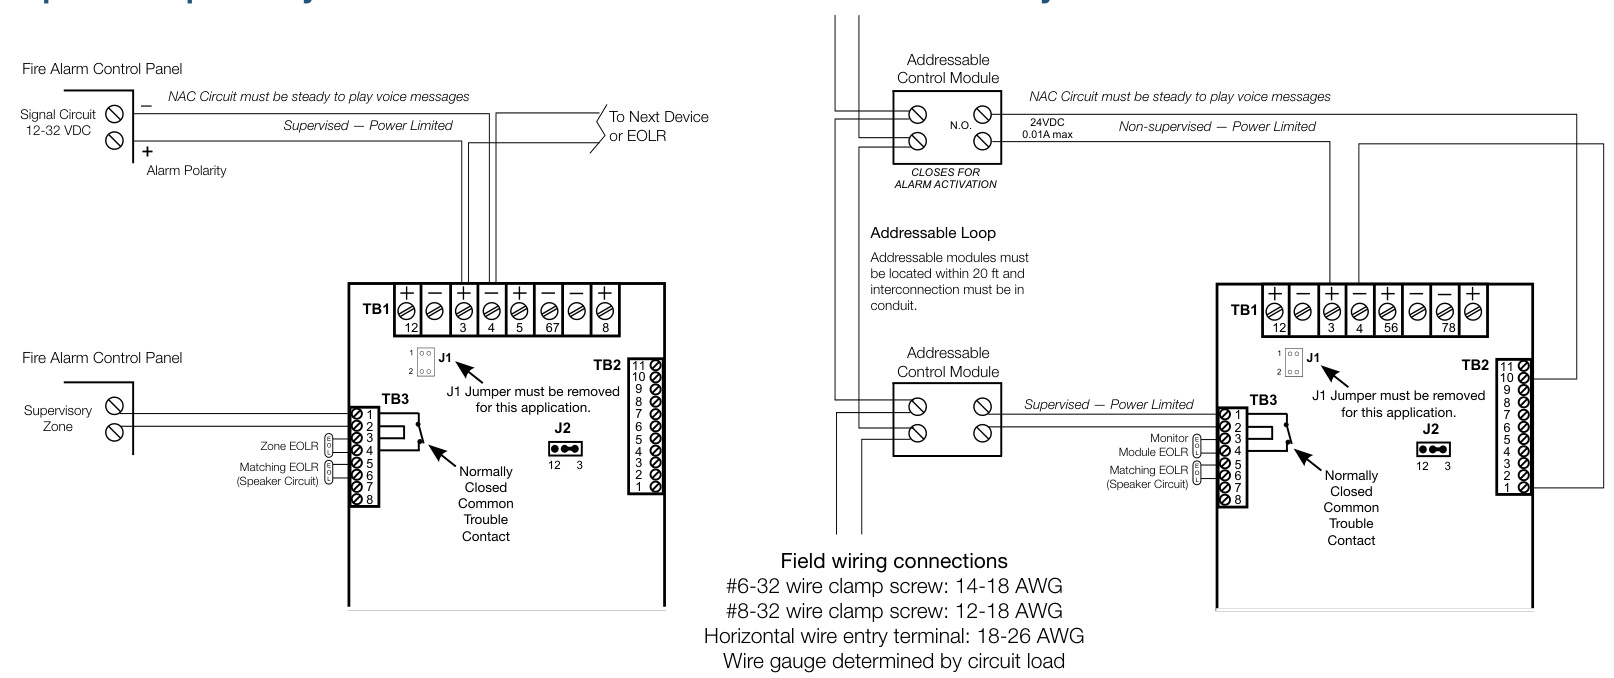 Fire Alarm Control Panel
Signal Circuit
12-32 VDC
−
+
NAC Circuit must be steady to play voice messages
Supervised — Power Limited
Alarm Polarity
To Next Device
or EOLR
TB1
+ − + − + − − +
12 3 4 5 67 8
1
2
J1
J1 Jumper must be removed
for this application.
TB2
11
10
9
8
7
6
5
4
3
2
1
Fire Alarm Control Panel
Supervisory
Zone
TB3
1
2
3
4
5
6
7
8
Zone EOLR
EOL
Matching EOLR
(Speaker Circuit)
EOL
J2
12 3
Normally
Closed
Common
Trouble
Contact
Addressable
Control Module
N.O.
CLOSES FOR
ALARM ACTIVATION
NAC Circuit must be steady to play voice messages
24VDC
0.01A max
Non-supervised — Power Limited
Addressable Loop
Addressable modules must
be located within 20 ft and
interconnection must be in
conduit.
Addressable
Control Module
Supervised — Power Limited
TB1
+ − + − + − − +
12 3 4 56 78
1
2
J1
J1 Jumper must be removed
for this application.
TB2
11
10
9
8
7
6
5
4
3
2
1
TB3
1
2
3
4
5
6
7
8
Monitor
Module EOLR
EOL
Matching EOLR
(Speaker Circuit)
EOL
J2
12 3
Normally
Closed
Common
Trouble
Contact
Field wiring connections
#6-32 wire clamp screw: 14-18 AWG
#8-32 wire clamp screw: 12-18 AWG
Horizontal wire entry terminal: 18-26 AWG
Wire gauge determined by circuit load